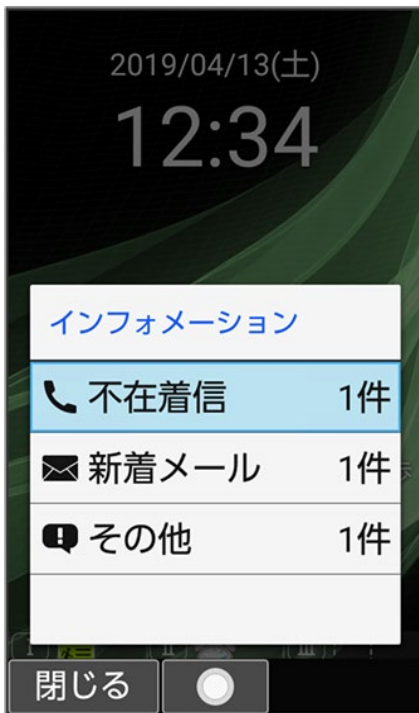 2019/04/13(土)
12:34
インフォメーション
不在着信 1件
新着メール 1件
その他 1件
閉じる